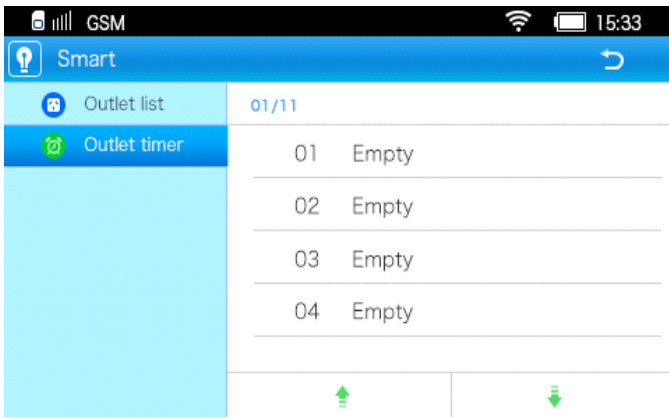 GSM 15:33
Smart
Outlet list
Outlet timer
01/11
01 Empty
02 Empty
03 Empty
04 Empty